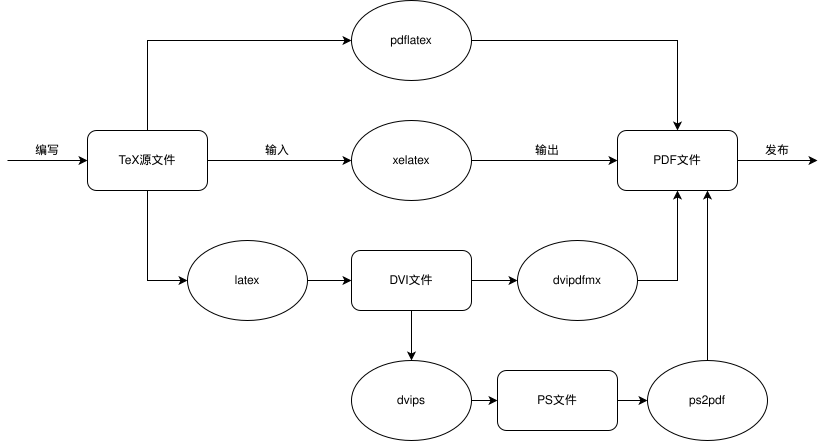 pdflatex
编写
TeX源文件
输入
xelatex
输出
PDF文件
发布
latex
DVI文件
dvipdfmx
dvips
PS文件
ps2pdf